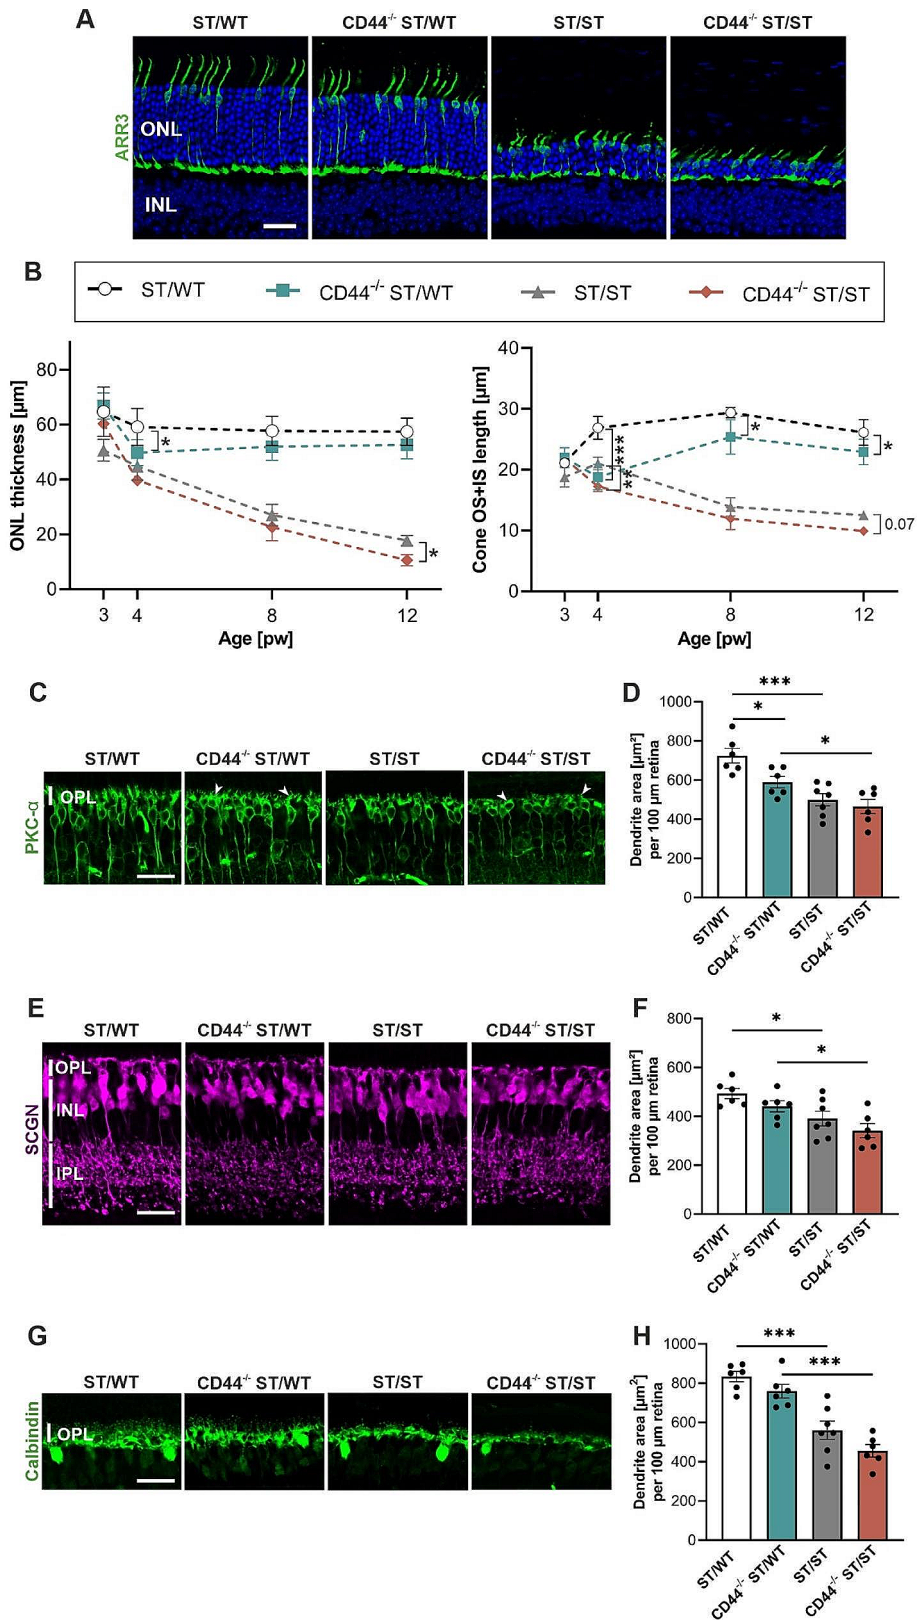 A
ST/WT
CD44-/- ST/WT
ST/ST
CD44-/- ST/ST
ARR3
ONL
INL
B
ST/WT
CD44-/- ST/WT
ST/ST
CD44-/- ST/ST
ONL thickness [µm]
80
60
40
20
0
*
*
3
4
8
12
Age [pw]
Cone OS+IS length [µm]
40
30
20
10
0
****
**
*
*
0.07
3
4
8
12
Age [pw]
C
ST/WT
CD44-/- ST/WT
ST/ST
CD44-/- ST/ST
PKC-α
OPL
D
Dendrite area [µm²]
per 100 µm retina
1000
800
600
400
200
0
***
*
*
ST/WT
CD44-/- ST/WT
ST/ST
CD44-/- ST/ST
E
ST/WT
CD44-/- ST/WT
ST/ST
CD44-/- ST/ST
SCGN
OPL
INL
IPL
F
Dendrite area [µm²]
per 100 µm retina
800
600
400
200
0
*
*
ST/WT
CD44-/- ST/WT
ST/ST
CD44-/- ST/ST
G
ST/WT
CD44-/- ST/WT
ST/ST
CD44-/- ST/ST
Calbindin
OPL
H
Dendrite area [µm²]
per 100 µm retina
1000
800
600
400
200
0
***
***
ST/WT
CD44-/- ST/WT
ST/ST
CD44-/- ST/ST